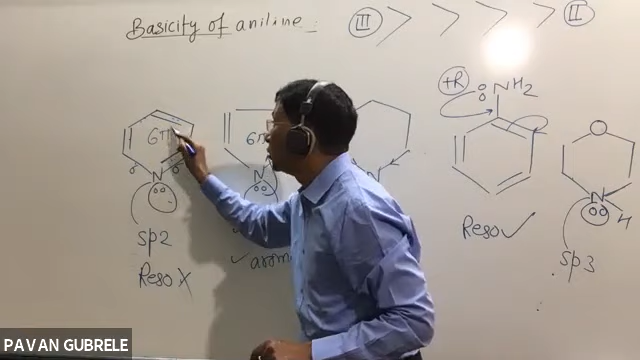 Basicity of aniline :
III > > > > II
+R
NH2
6π
6π
N
N
N
N
H
sp2
Reso X
✓ arom
Reso ✓
sp3
PAVAN GUBRELE